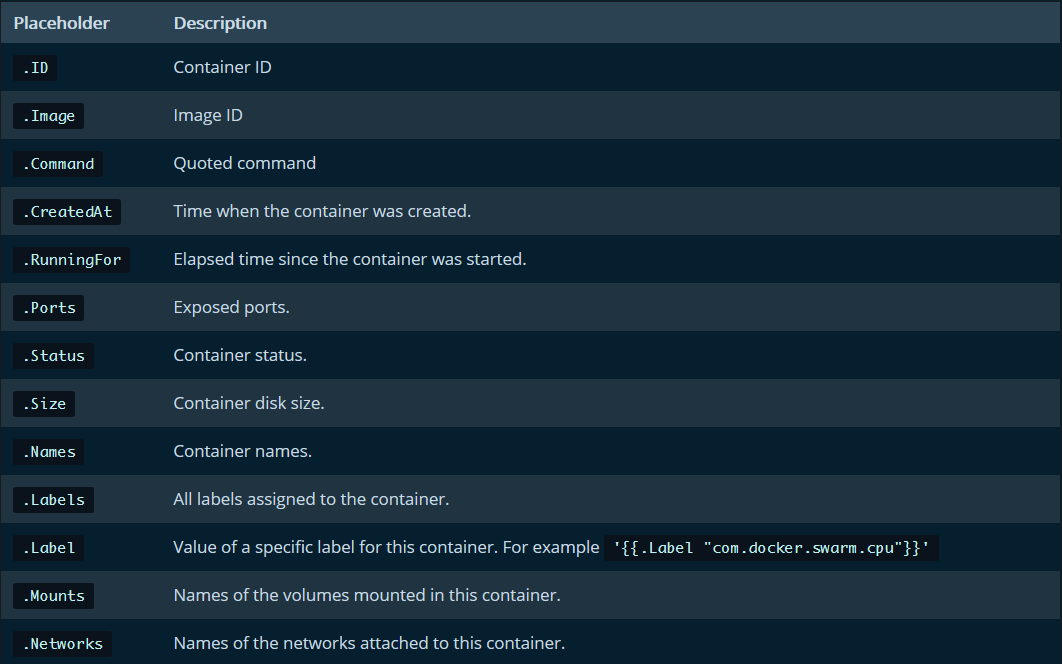 Placeholder Description
.ID Container ID
.Image Image ID
.Command Quoted command
.CreatedAt Time when the container was created.
.RunningFor Elapsed time since the container was started.
.Ports Exposed ports.
.Status Container status.
.Size Container disk size.
.Names Container names.
.Labels All labels assigned to the container.
.Label Value of a specific label for this container. For example '{{.Label "com.docker.swarm.cpu"}}'
.Mounts Names of the volumes mounted in this container.
.Networks Names of the networks attached to this container.